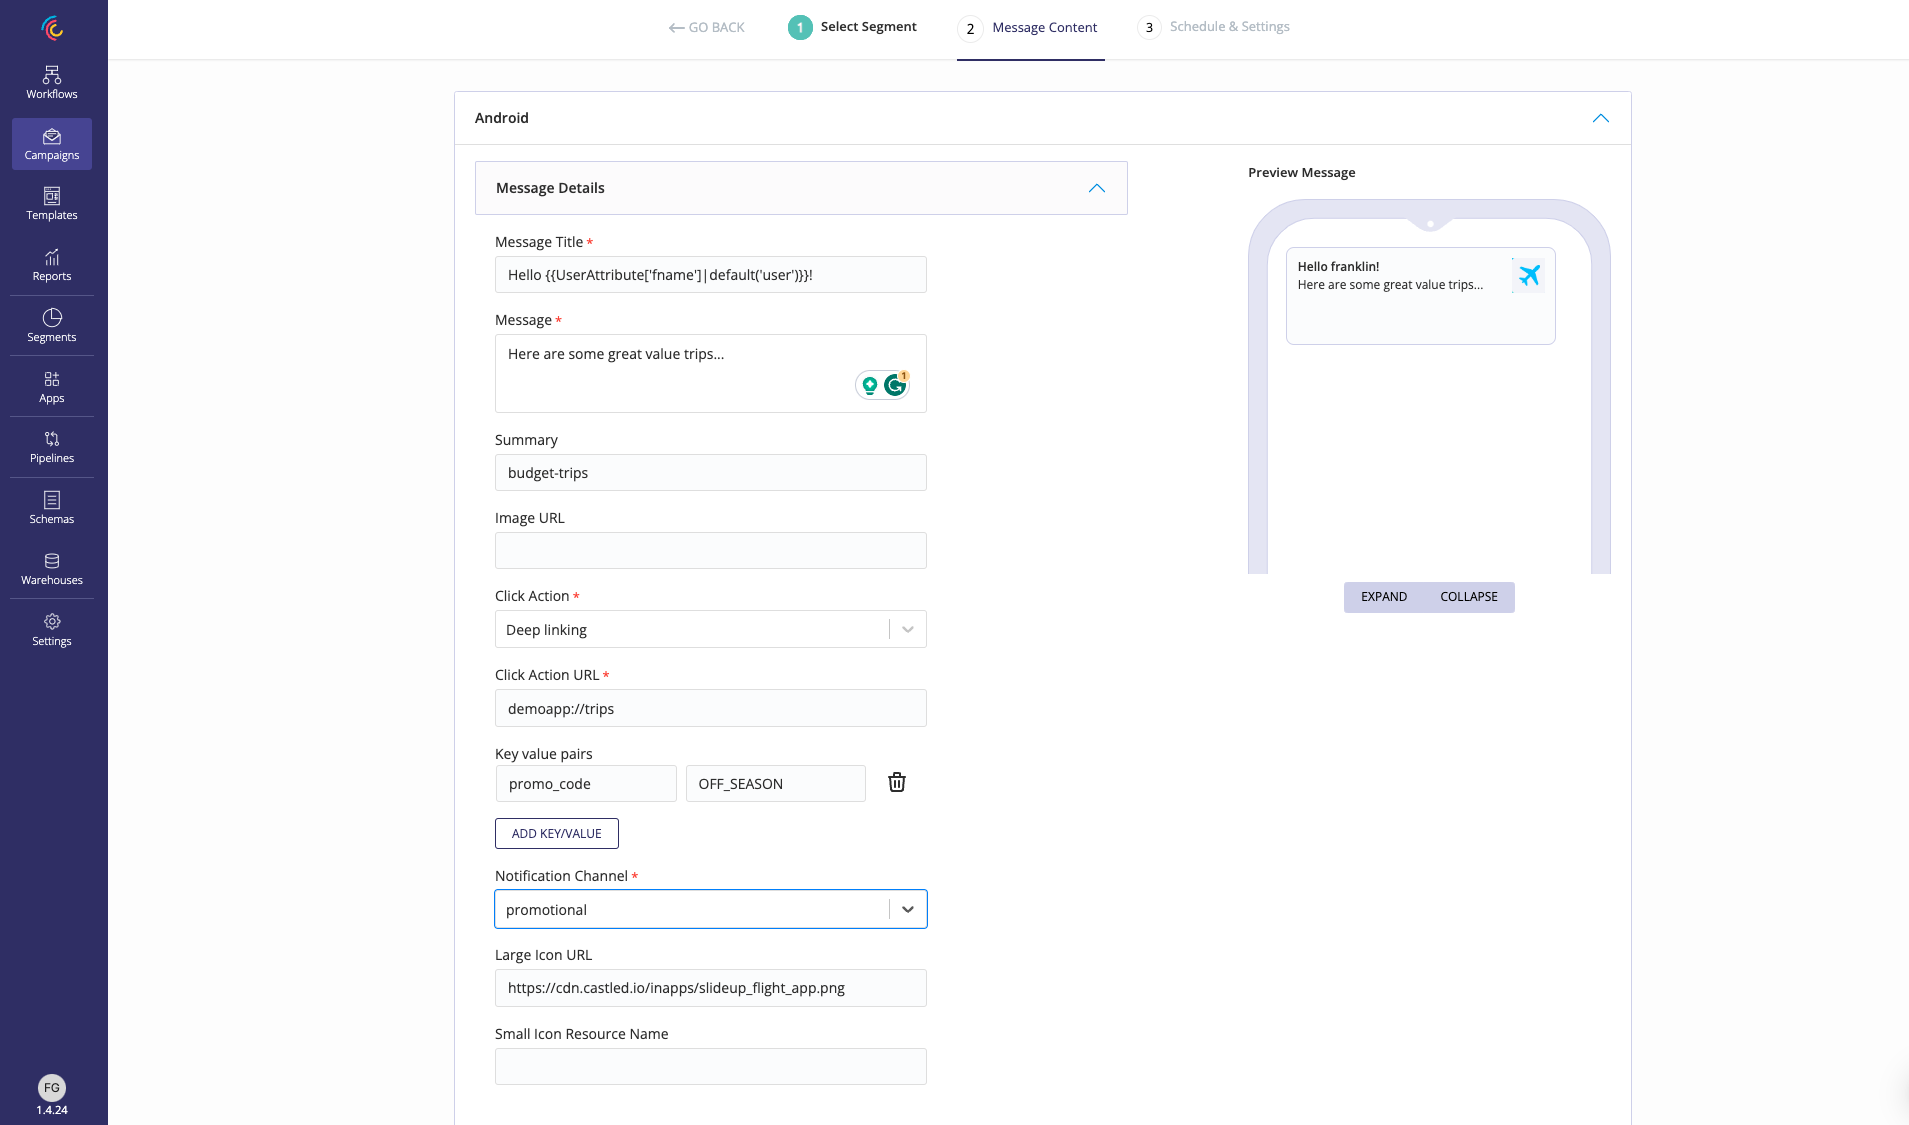 GO BACK
1 Select Segment
2 Message Content
3 Schedule & Settings
Workflows
Campaigns
Templates
Reports
Segments
Apps
Pipelines
Schemas
Warehouses
Settings
FG
1.4.24
Android
Message Details
Message Title *
Hello {{UserAttribute['fname']|default('user')}}!
Message *
Here are some great value trips...
1
Summary
budget-trips
Image URL
Click Action *
Deep linking
Click Action URL *
demoapp://trips
Key value pairs
promo_code OFF_SEASON
ADD KEY/VALUE
Notification Channel *
promotional
Large Icon URL
https://cdn.castled.io/inapps/slideup_flight_app.png
Small Icon Resource Name
Preview Message
Hello franklin!
Here are some great value trips...
EXPAND COLLAPSE